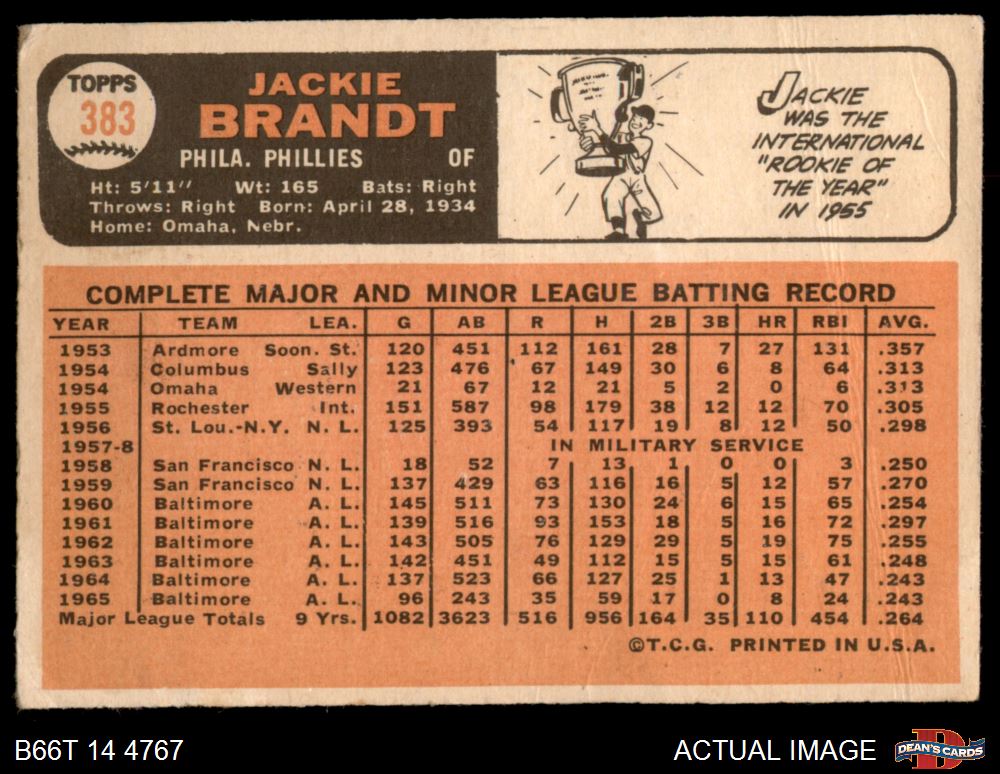 TOPPS
383
JACKIE
BRANDT
PHILA. PHILLIES OF
Ht: 5'11" Wt: 165 Bats: Right
Throws: Right Born: April 28, 1934
Home: Omaha, Nebr.
JACKIE
WAS THE
INTERNATIONAL
"ROOKIE OF
THE YEAR"
IN 1955
COMPLETE MAJOR AND MINOR LEAGUE BATTING RECORD
YEAR TEAM LEA. G AB R H 2B 3B HR RBI AVG.
1953 Ardmore Soon. St. 120 451 112 161 28 7 27 131 .357
1954 Columbus Sally 123 476 67 149 30 6 8 64 .313
1954 Omaha Western 21 67 12 21 5 2 0 6 .313
1955 Rochester Int. 151 587 98 179 38 12 12 70 .305
1956 St. Lou.-N.Y. N. L. 125 393 54 117 19 8 12 50 .298
1957-8 IN MILITARY SERVICE
1958 San Francisco N. L. 18 52 7 13 1 0 0 3 .250
1959 San Francisco N. L. 137 429 63 116 16 5 12 57 .270
1960 Baltimore A. L. 145 511 73 130 24 6 15 65 .254
1961 Baltimore A. L. 139 516 93 153 18 5 16 72 .297
1962 Baltimore A. L. 143 505 76 129 29 5 19 75 .255
1963 Baltimore A. L. 142 451 49 112 15 5 15 61 .248
1964 Baltimore A. L. 137 523 66 127 25 1 13 47 .243
1965 Baltimore A. L. 96 243 35 59 17 0 8 24 .243
Major League Totals 9 Yrs. 1082 3623 516 956 164 35 110 454 .264
©T.C.G. PRINTED IN U.S.A.
B66T 14 4767
ACTUAL IMAGE
D
DEAN'S CARDS